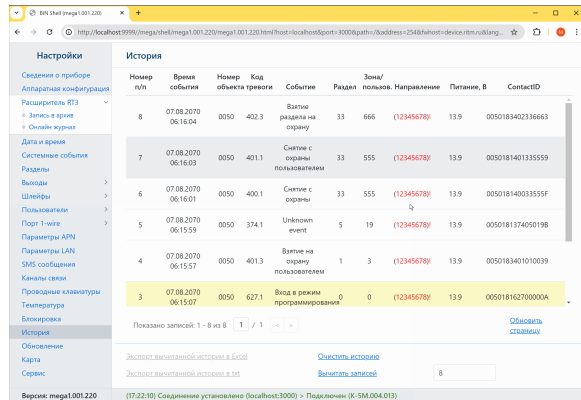 BIN Shell (mega1.001.220)
http://localhost:9999//mega/shell/mega1.001.220/mega1.001.220.html?host=localhost&port=3000&path=/&address=254&fwhost=device.ritm.ru&lang...
Настройки
Сведения о приборе
Аппаратная конфигурация
Расширитель RT3
Запись в архив
Онлайн журнал
Дата и время
Системные события
Разделы
Выходы
Шлейфы
Пользователи
Порт 1-wire
Параметры APN
Параметры LAN
SMS сообщения
Каналы связи
Проводные клавиатуры
Температура
Блокировка
История
Обновление
Карта
Сервис
Версия: mega1.001.220
История
Номер п/п Время события Номер объекта Код тревоги Событие Раздел Зона/пользов. Направление Питание, В ContactID
8 07.08.2070 06:16:04 0050 402.3 Взятие раздела на охрану 33 666 (12345678)! 13.9 0050183402336663
7 07.08.2070 06:16:03 0050 401.1 Снятие с охраны пользователем 33 555 (12345678)! 13.9 0050181401335559
6 07.08.2070 06:16:01 0050 400.1 Снятие с охраны 33 555 (12345678)! 13.9 005018140033555F
5 07.08.2070 06:15:59 0050 374.1 Unknown event 5 19 (12345678)! 13.9 005018137405019B
4 07.08.2070 06:15:57 0050 401.3 Взятие на охрану пользователем 1 3 (12345678)! 13.9 0050183401010039
3 07.08.2070 06:15:07 0050 627.1 Вход в режим программирования 0 0 (12345678)! 13.9 005018162700000A
Показано записей: 1 - 8 из 8 1 / 1 < >
Обновить страницу
Экспорт вычитанной истории в Excel
Очистить историю
Экспорт вычитанной истории в txt
Вычитать записей 8
(17:22:10) Соединение установлено (localhost:3000) > Подключен (K-SM.004.013)